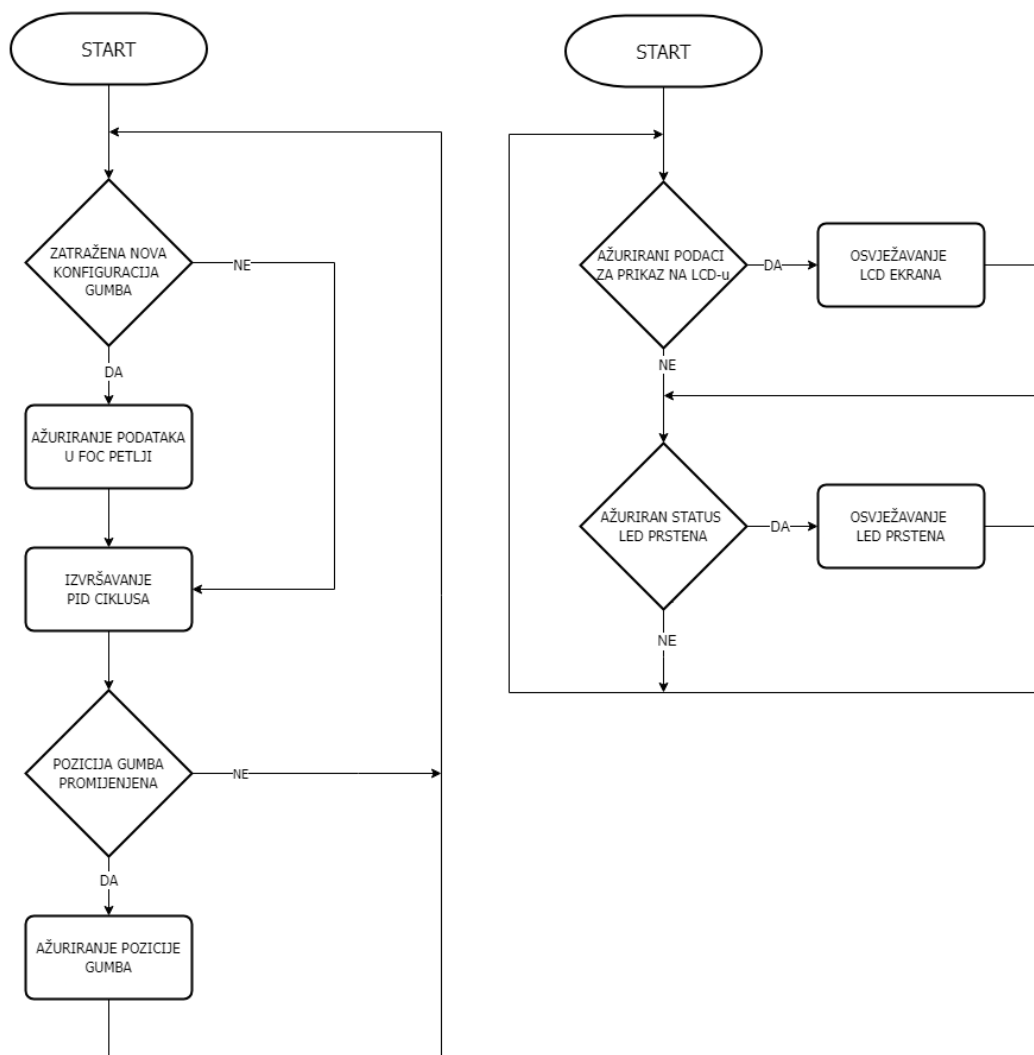 START
ZATRAŽENA NOVA
KONFIGURACIJA
GUMBA
NE
DA
AŽURIRANJE PODATAKA
U FOC PETLJI
IZVRŠAVANJE
PID CIKLUSA
POZICIJA GUMBA
PROMIJENJENA
NE
DA
AŽURIRANJE POZICIJE
GUMBA
START
AŽURIRANI PODACI
ZA PRIKAZ NA LCD-u
DA
OSVJEŽAVANJE
LCD EKRANA
NE
AŽURIRAN STATUS
LED PRSTENA
DA
OSVJEŽAVANJE
LED PRSTENA
NE